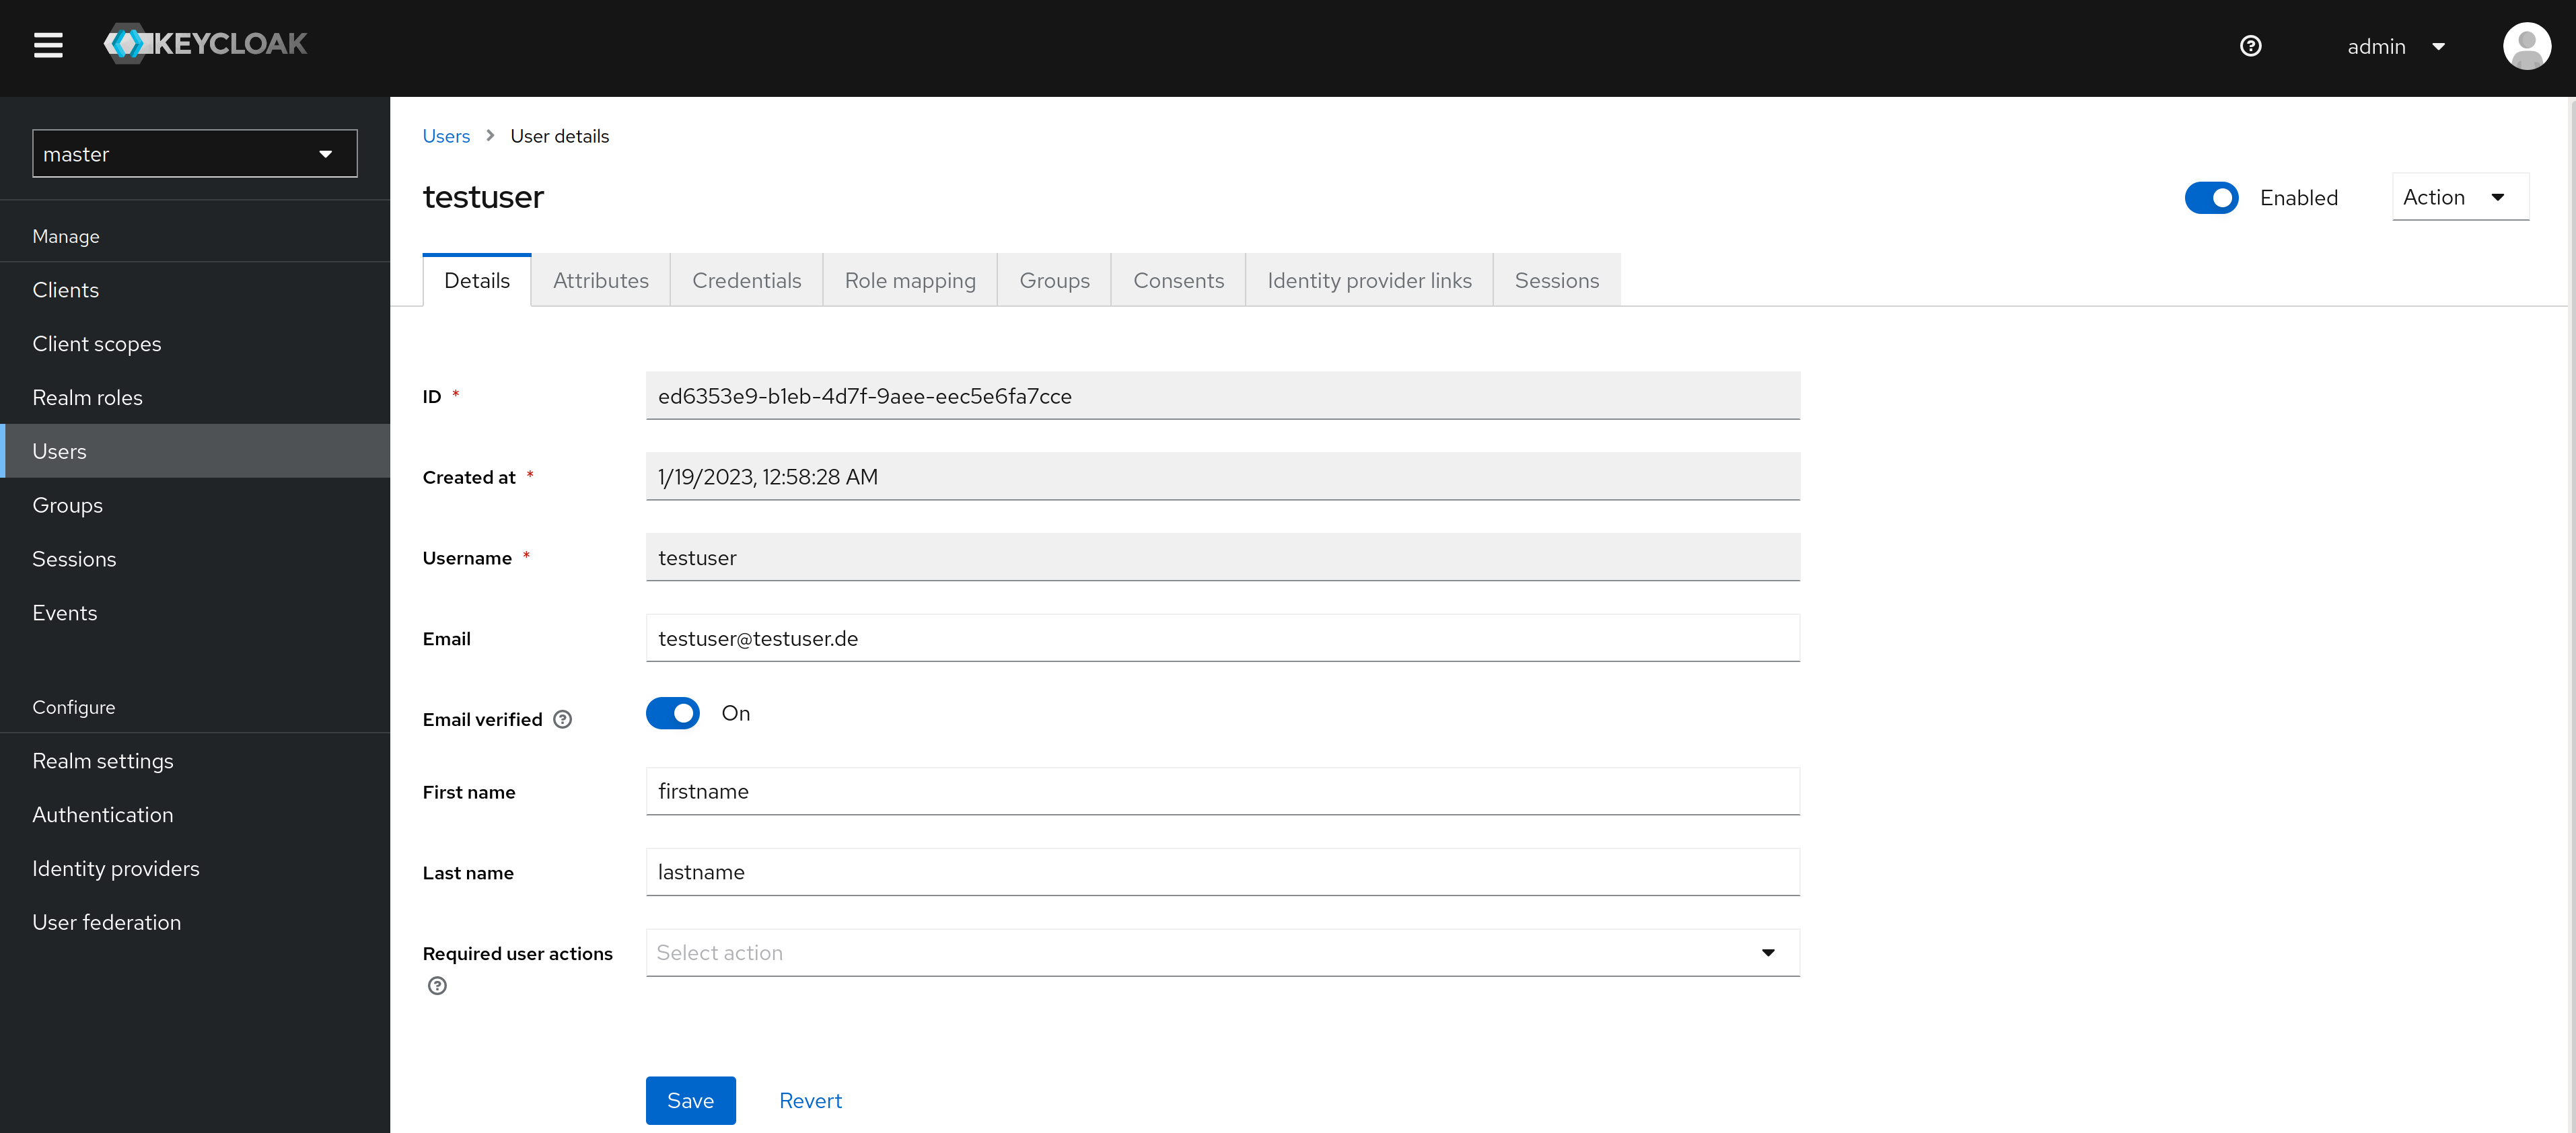 KEYCLOAK
admin
master
Manage
Clients
Client scopes
Realm roles
Users
Groups
Sessions
Events
Configure
Realm settings
Authentication
Identity providers
User federation
Users > User details
testuser
Enabled
Action
Details Attributes Credentials Role mapping Groups Consents Identity provider links Sessions
ID * ed6353e9-b1eb-4d7f-9aee-eec5e6fa7cce
Created at * 1/19/2023, 12:58:28 AM
Username * testuser
Email testuser@testuser.de
Email verified ? On
First name firstname
Last name lastname
Required user actions ? Select action
Save Revert